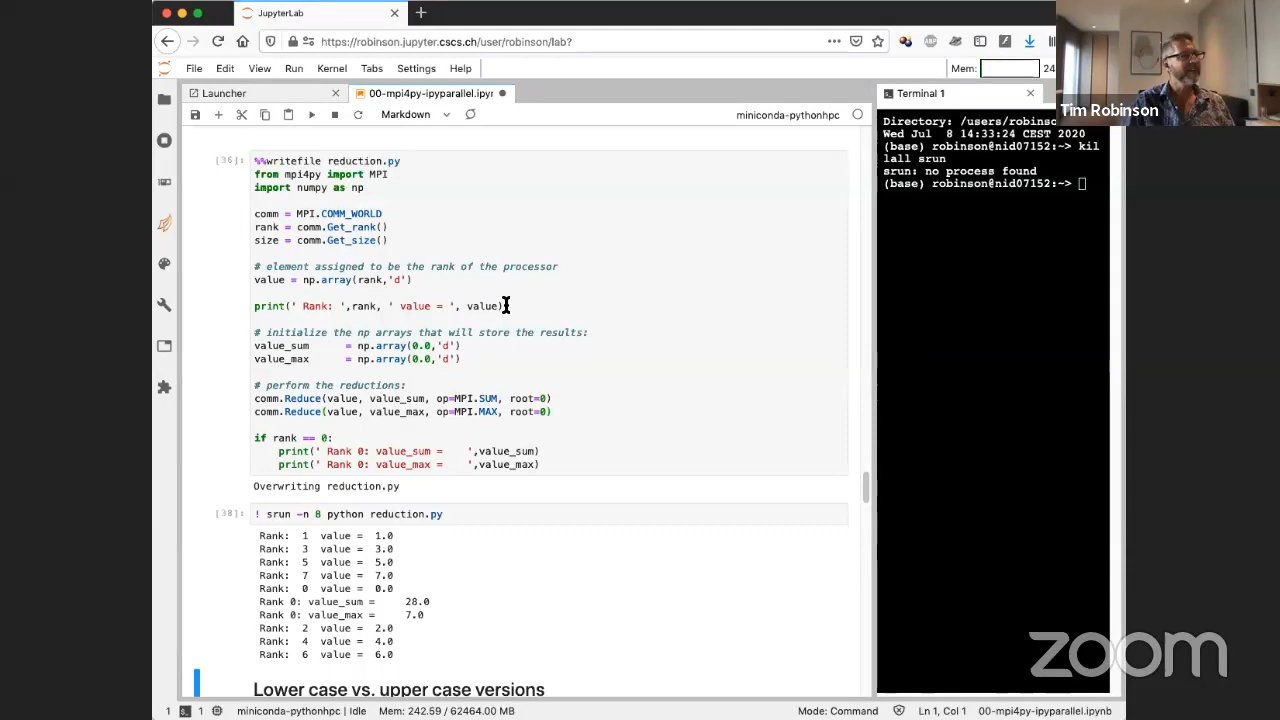 JupyterLab
https://robinson.jupyter.cscs.ch/user/robinson/lab?
File Edit View Run Kernel Tabs Settings Help
Mem: 24
Tim Robinson
Launcher
00-mpi4py-ipyparallel.ipyn
Terminal 1
Markdown
miniconda-pythonhpc
[36]:
%%writefile reduction.py
from mpi4py import MPI
import numpy as np
comm = MPI.COMM_WORLD
rank = comm.Get_rank()
size = comm.Get_size()
# element assigned to be the rank of the processor
value = np.array(rank,'d')
print(' Rank: ',rank, ' value = ', value)
# initialize the np arrays that will store the results:
value_sum      = np.array(0.0,'d')
value_max      = np.array(0.0,'d')
# perform the reductions:
comm.Reduce(value, value_sum, op=MPI.SUM, root=0)
comm.Reduce(value, value_max, op=MPI.MAX, root=0)
if rank == 0:
print(' Rank 0: value_sum =    ',value_sum)
print(' Rank 0: value_max =    ',value_max)
Overwriting reduction.py
[38]:
! srun -n 8 python reduction.py
Rank:  1  value =  1.0
Rank:  3  value =  3.0
Rank:  5  value =  5.0
Rank:  7  value =  7.0
Rank:  0  value =  0.0
Rank 0: value_sum =     28.0
Rank 0: value_max =     7.0
Rank:  2  value =  2.0
Rank:  4  value =  4.0
Rank:  6  value =  6.0
Lower case vs. upper case versions
Directory: /users/robinso
Wed Jul  8 14:33:24 CEST 2020
(base) robinson@nid07152:~> kil
lall srun
srun: no process found
(base) robinson@nid07152:~>
zoom
1 1 miniconda-pythonhpc | Idle Mem: 242.59 / 62464.00 MB
Mode: Command Ln 1, Col 1 00-mpi4py-ipyparallel.ipynb